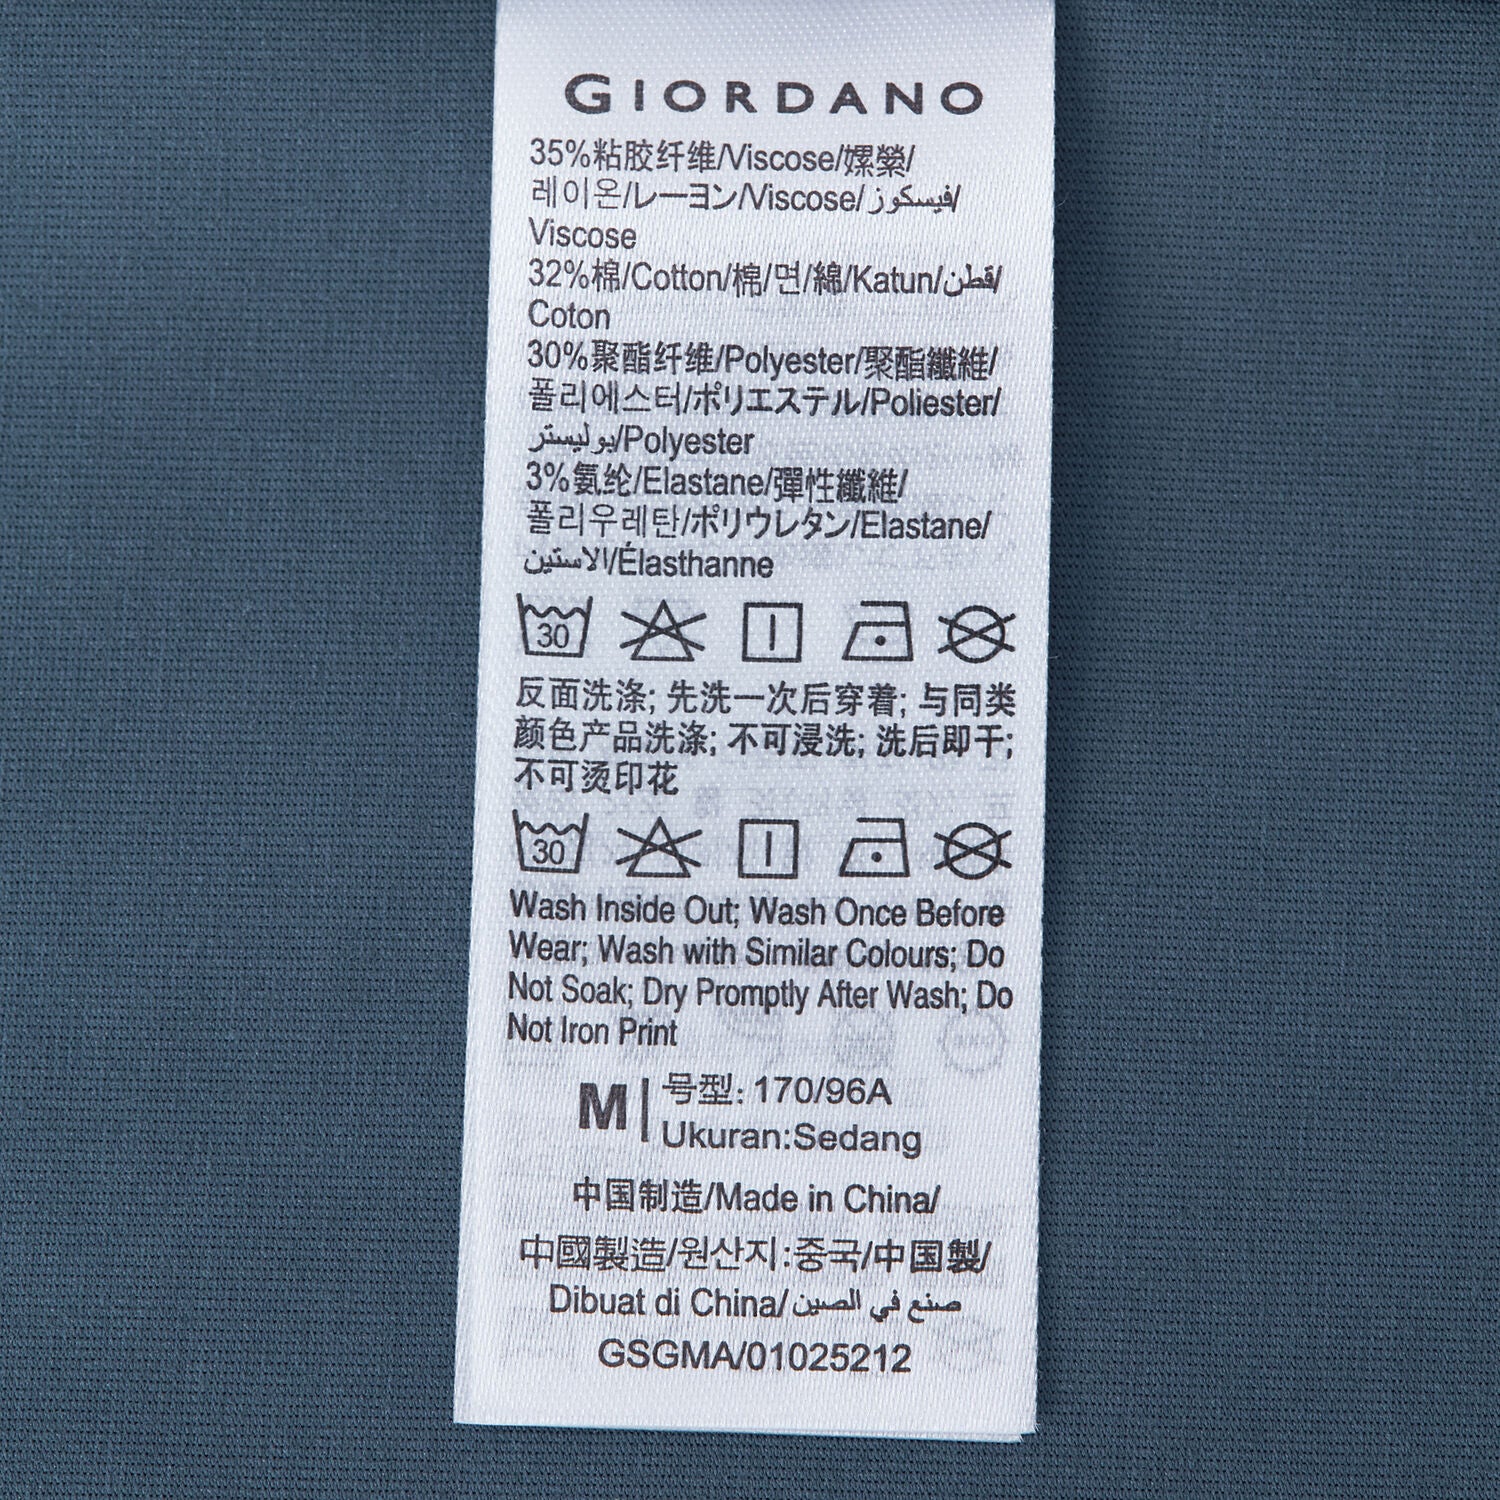 GIORDANO
35%粘胶纤维/Viscose/嫘縈/
레이온/レーヨン/Viscose/فيسكوز/
Viscose
32%棉/Cotton/棉/면/綿/Katun/قطن/
Coton
30%聚酯纤维/Polyester/聚酯纖維/
폴리에스터/ポリエステル/Poliester/
بوليستر/Polyester
3%氨纶/Elastane/彈性纖維/
폴리우레탄/ポリウレタン/Elastane/
الاستين/Élasthanne
30
反面洗涤; 先洗一次后穿着; 与同类
颜色产品洗涤; 不可浸洗; 洗后即干;
不可烫印花
30
Wash Inside Out; Wash Once Before
Wear; Wash with Similar Colours; Do
Not Soak; Dry Promptly After Wash; Do
Not Iron Print
M 号型: 170/96A
Ukuran:Sedang
中国制造/Made in China/
中國製造/원산지:중국/中国製/
Dibuat di China/صنع في الصين
GSGMA/01025212